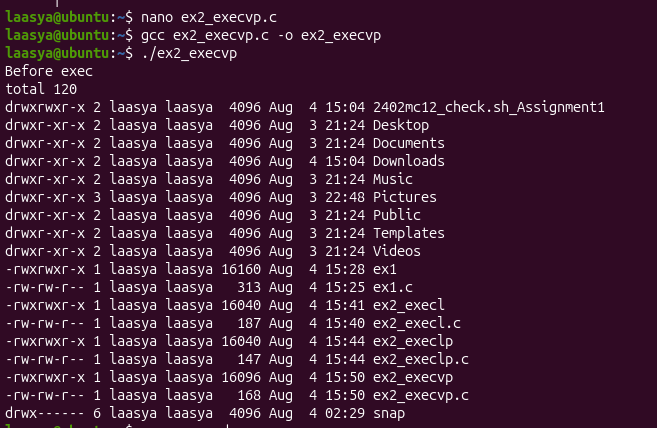 laasya@ubuntu:~$ nano ex2_execvp.c
laasya@ubuntu:~$ gcc ex2_execvp.c -o ex2_execvp
laasya@ubuntu:~$ ./ex2_execvp
Before exec
total 120
drwxrwxr-x 2 laasya laasya  4096 Aug  4 15:04 2402mc12_check.sh_Assignment1
drwxr-xr-x 2 laasya laasya  4096 Aug  3 21:24 Desktop
drwxr-xr-x 2 laasya laasya  4096 Aug  3 21:24 Documents
drwxr-xr-x 2 laasya laasya  4096 Aug  4 15:04 Downloads
drwxr-xr-x 2 laasya laasya  4096 Aug  3 21:24 Music
drwxr-xr-x 3 laasya laasya  4096 Aug  3 22:48 Pictures
drwxr-xr-x 2 laasya laasya  4096 Aug  3 21:24 Public
drwxr-xr-x 2 laasya laasya  4096 Aug  3 21:24 Templates
drwxr-xr-x 2 laasya laasya  4096 Aug  3 21:24 Videos
-rwxrwxr-x 1 laasya laasya 16160 Aug  4 15:28 ex1
-rw-rw-r-- 1 laasya laasya   313 Aug  4 15:25 ex1.c
-rwxrwxr-x 1 laasya laasya 16040 Aug  4 15:41 ex2_execl
-rw-rw-r-- 1 laasya laasya   187 Aug  4 15:40 ex2_execl.c
-rwxrwxr-x 1 laasya laasya 16040 Aug  4 15:44 ex2_execlp
-rw-rw-r-- 1 laasya laasya   147 Aug  4 15:44 ex2_execlp.c
-rwxrwxr-x 1 laasya laasya 16096 Aug  4 15:50 ex2_execvp
-rw-rw-r-- 1 laasya laasya   168 Aug  4 15:50 ex2_execvp.c
drwx------ 6 laasya laasya  4096 Aug  4 02:29 snap